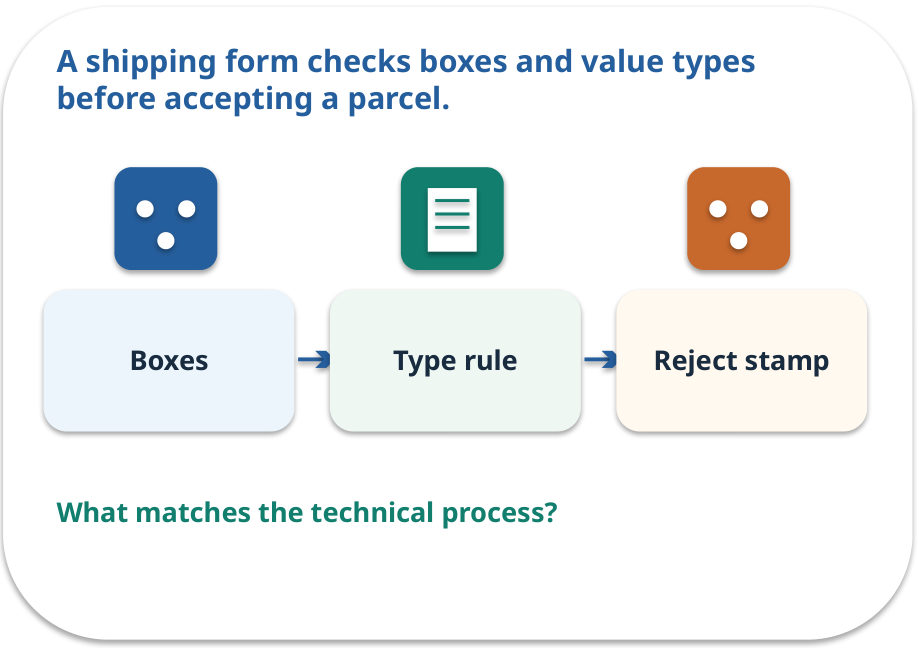 A shipping form checks boxes and value types
before accepting a parcel.
Boxes
Type rule
Reject stamp
What matches the technical process?